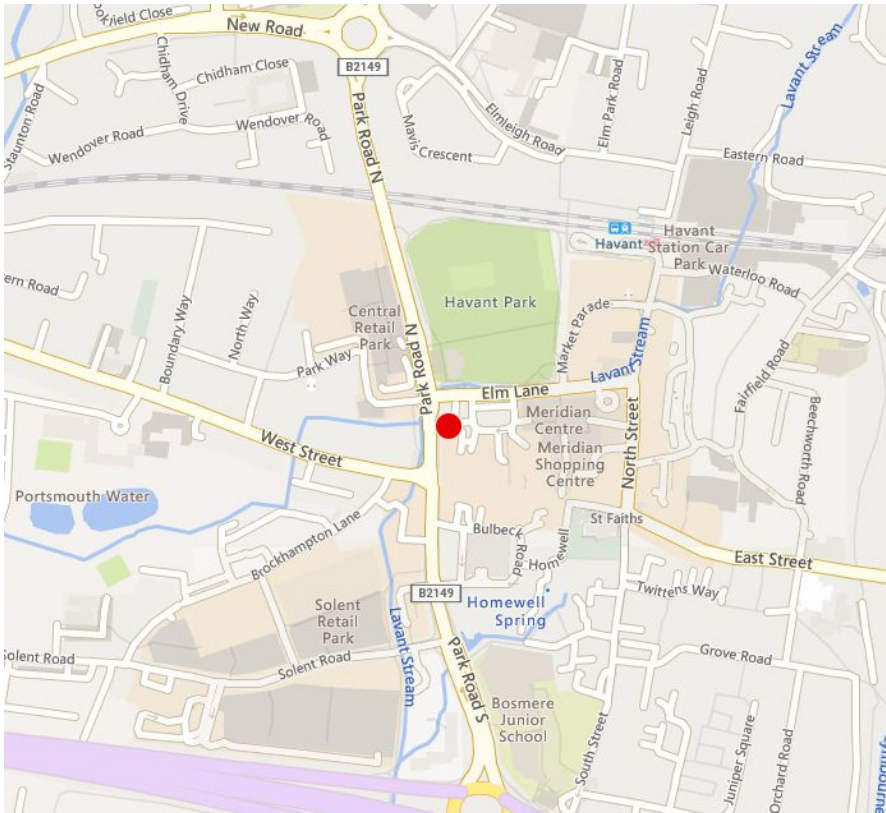 rfield Close
New Road
Chidham Close
Chidham
Drive
B2149
Lavant Stream
Staunton Road
Wendover Road
Wendover Road
Park Road N
Mavis Crescent
Elmleigh Road
Elm Park Road
Leigh Road
Eastern Road
Havant
Havant
Station Car
Park
Waterloo Road
ern Road
Boundary Way
North Way
Central
Retail
Park
Havant Park
Market Parade
Lavant Stream
Fairfield Road
Park Way
Park Road N
Elm Lane
Meridian
Centre
Meridian
Shopping
Centre
North Street
Beechworth Road
West Street
Portsmouth Water
Brockhampton Lane
Bulbeck Road
Homewell
St Faiths
East Street
Twittens Way
B2149
Homewell
Spring
Solent
Retail
Park
Lavant Stream
Solent Road
Solent Road
Park Road S
Grove Road
Bosmere
Junior
School
South Street
Juniper Square
Orchard Road